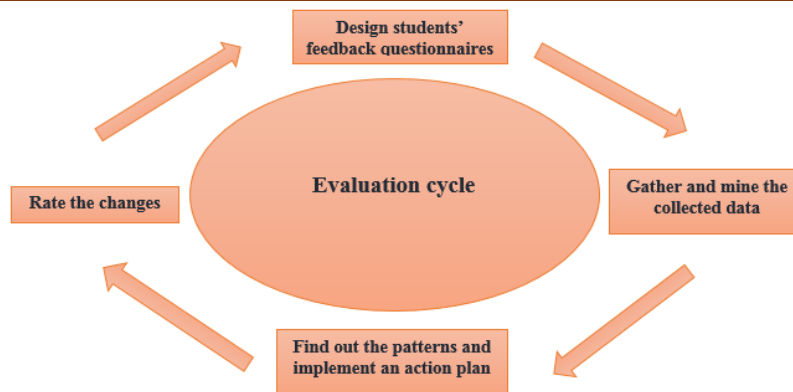 Design students’
feedback questionnaires
Evaluation cycle
Gather and mine the
collected data
Rate the changes
Find out the patterns and
implement an action plan